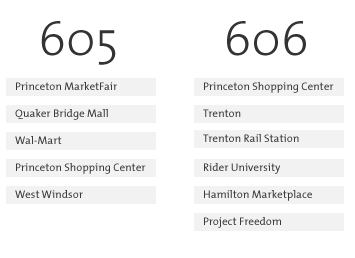 605
Princeton MarketFair
Quaker Bridge Mall
Wal-Mart
Princeton Shopping Center
West Windsor
606
Princeton Shopping Center
Trenton
Trenton Rail Station
Rider University
Hamilton Marketplace
Project Freedom